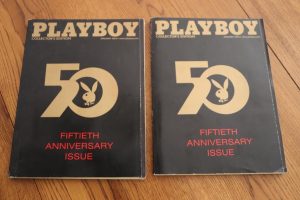 PLAYBOY
COLLECTOR'S EDITION
50
FIFTIETH
ANNIVERSARY
ISSUE
PLAYBOY
COLLECTOR'S EDITION
50
FIFTIETH
ANNIVERSARY
ISSUE